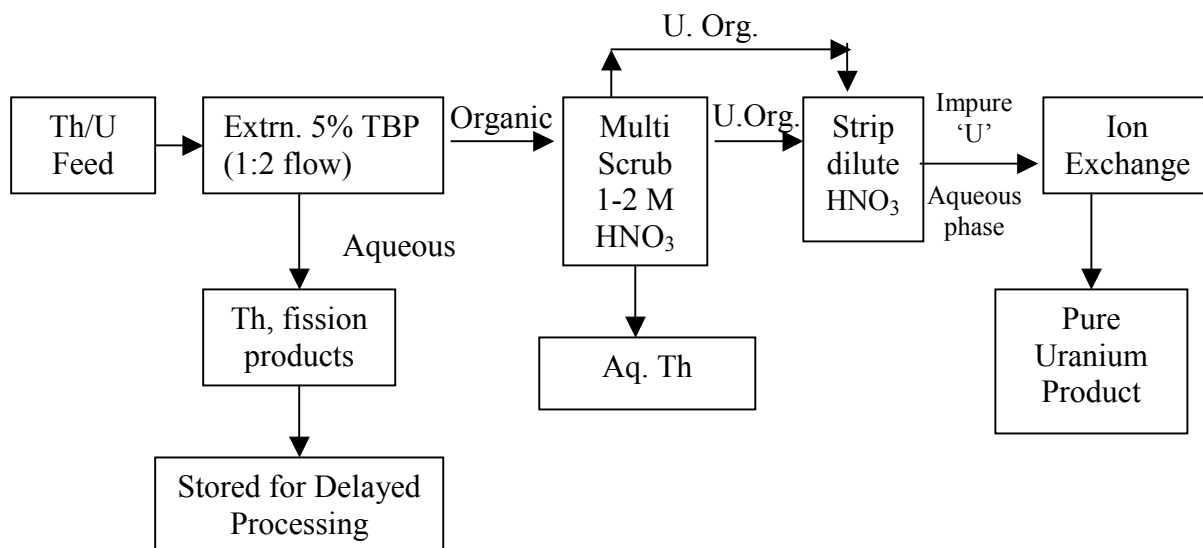 U. Org.
Th/U
Feed
Extrn. 5% TBP
(1:2 flow)
Organic
Multi
Scrub
1-2 M
HNO₃
U.Org.
Strip
dilute
HNO₃
Impure
‘U’
Aqueous
phase
Ion
Exchange
Aqueous
Th, fission
products
Aq. Th
Pure
Uranium
Product
Stored for Delayed
Processing